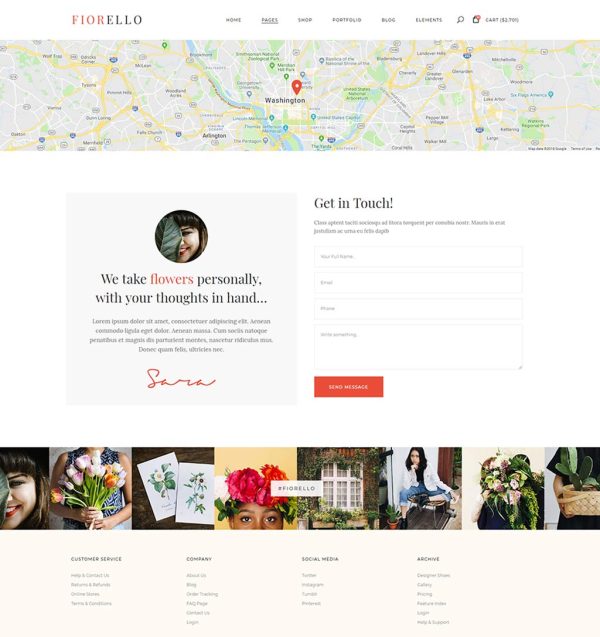 FIORELLO
HOME PAGES SHOP PORTFOLIO BLOG ELEMENTS CART ($2,701)
Washington
Arlington
Get in Touch!
Class aptent taciti sociosqu ad litora torquent per conubia nostr. Mauris in erat
justullam ac urna eu felis dapib
Your Full Name
Email
Phone
Write something
SEND MESSAGE
We take flowers personally,
with your thoughts in hand...
Lorem ipsum dolor sit amet, consectetuer adipiscing elit. Aenean
commodo ligula eget dolor. Aenean massa. Cum sociis natoque
penatibus et magnis dis parturient montes, nascetur ridiculus mus.
Donec quam felis, ultricies nec.
Sara
#FIORELLO
CUSTOMER SERVICE
Help & Contact Us
Returns & Refunds
Online Stores
Terms & Conditions
COMPANY
About Us
Blog
Order Tracking
FAQ Page
Contact Us
Login
SOCIAL MEDIA
Twitter
Instagram
Tumblr
Pinterest
ARCHIVE
Designer Shoes
Gallery
Pricing
Feature Index
Login
Help & Support